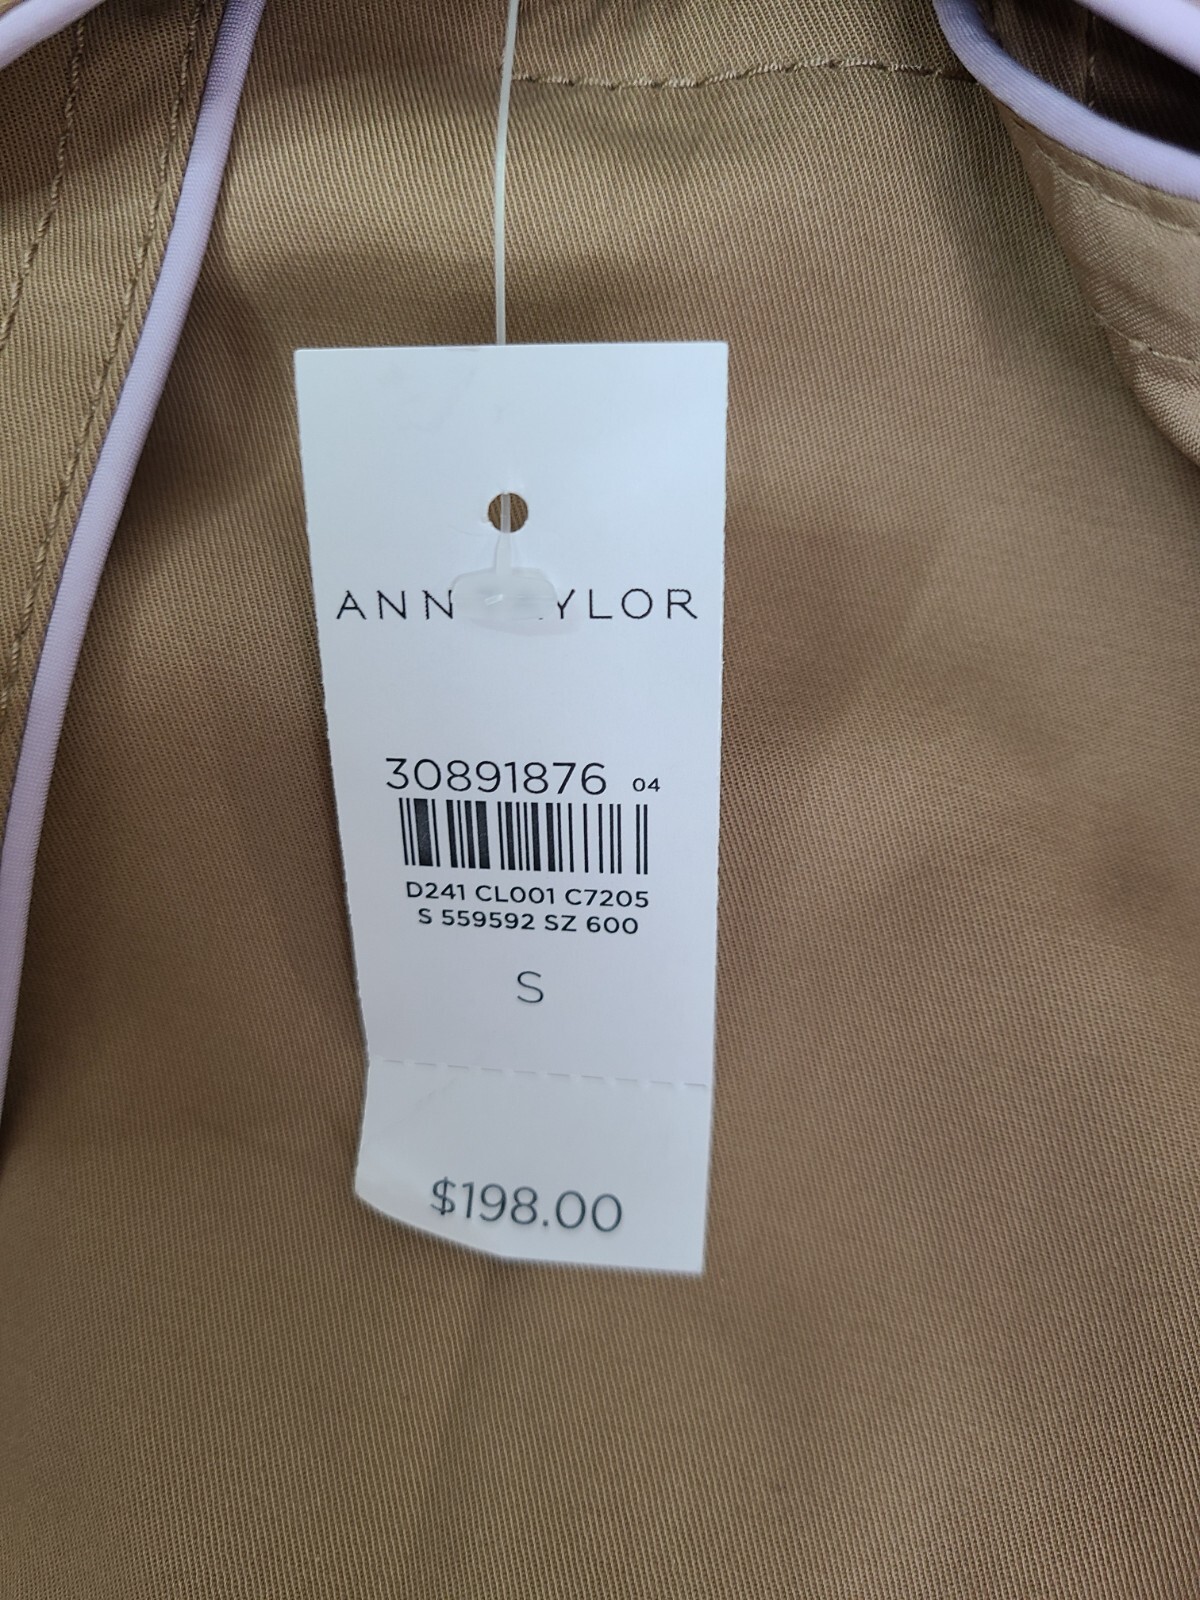 ANN YLOR
30891876 04
D241 CL001 C7205
S 559592 SZ 600
S
$198.00